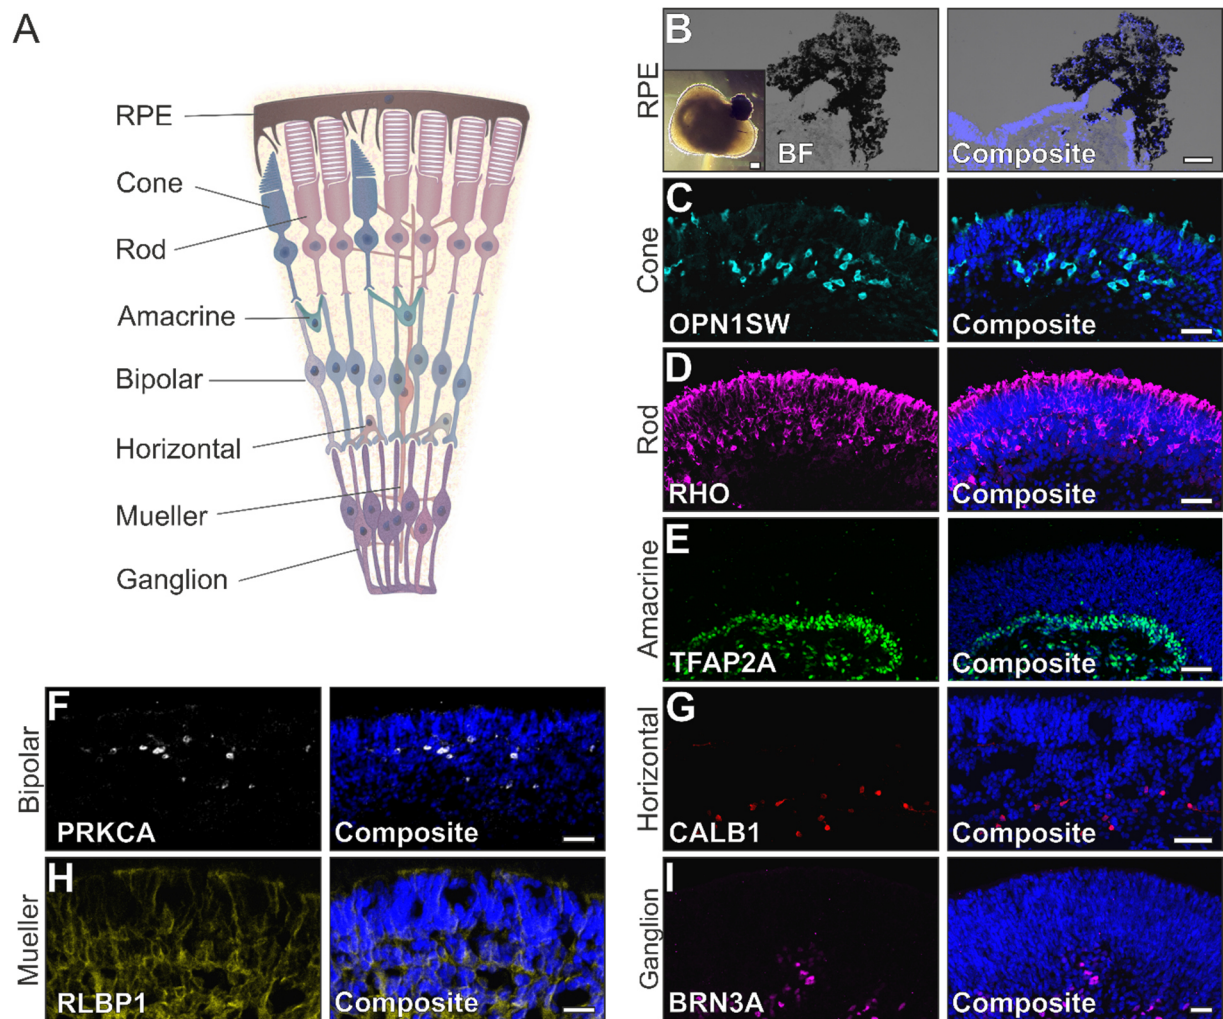 A
RPE
Cone
Rod
Amacrine
Bipolar
Horizontal
Mueller
Ganglion
B
RPE
BF
Composite
C
Cone
OPN1SW
Composite
D
Rod
RHO
Composite
E
Amacrine
TFAP2A
Composite
F
Bipolar
PRKCA
Composite
G
Horizontal
CALB1
Composite
H
Mueller
RLBP1
Composite
I
Ganglion
BRN3A
Composite